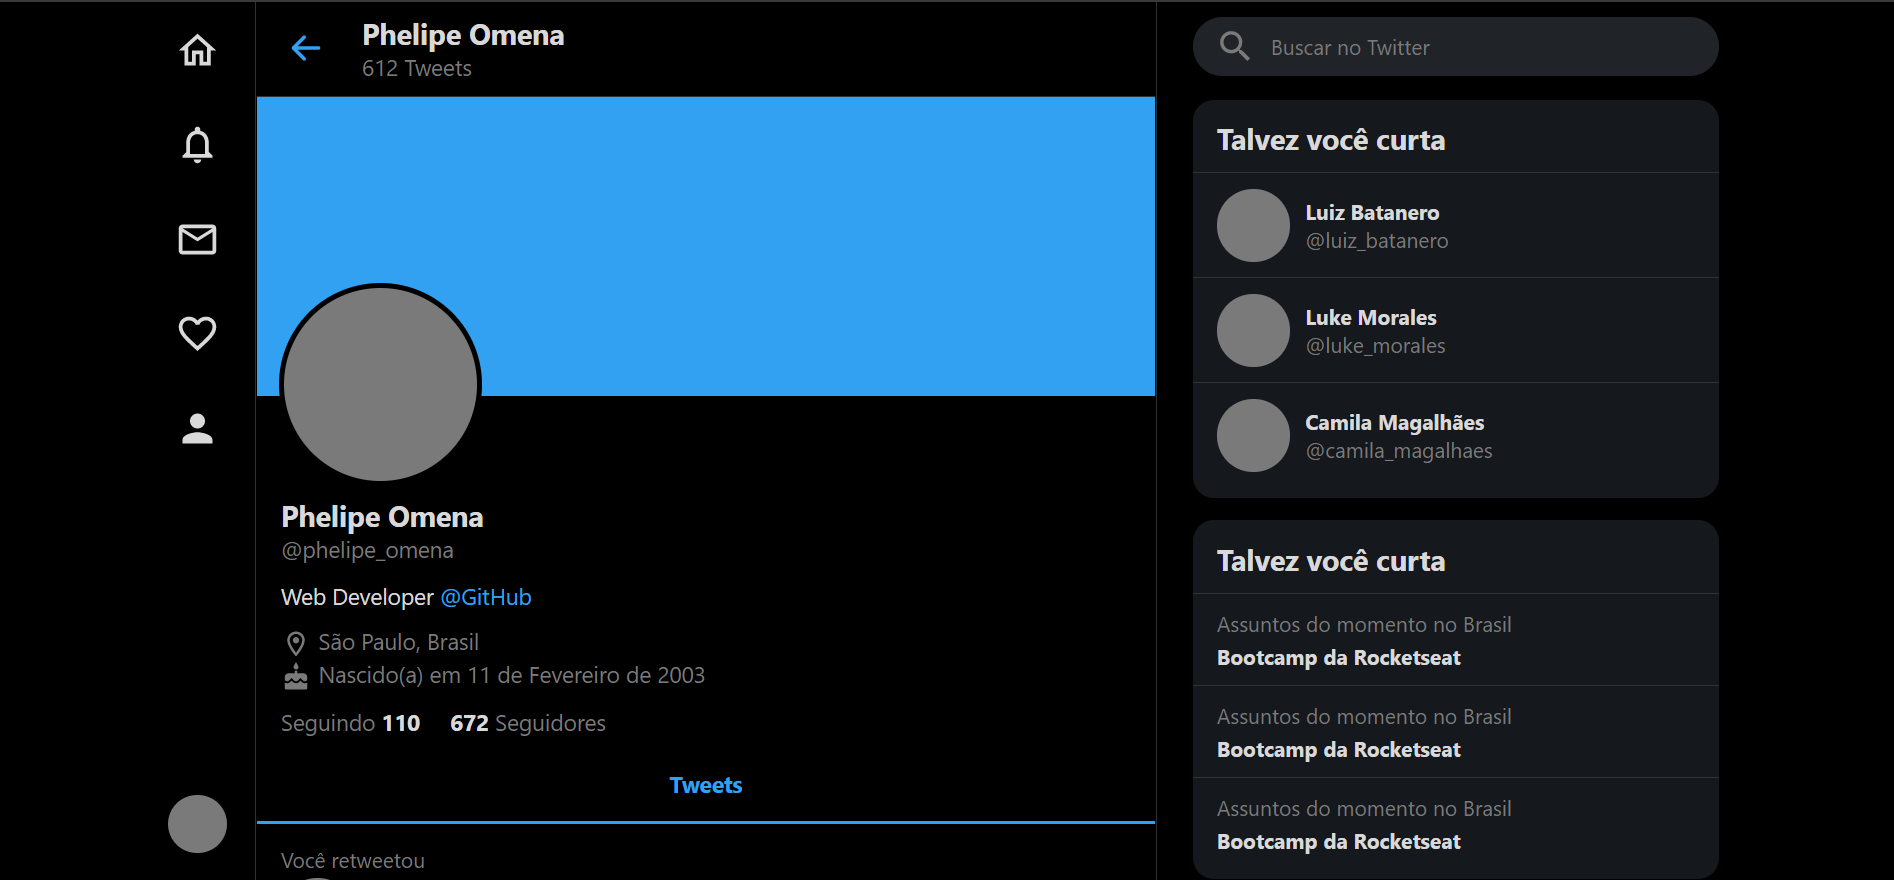 Phelipe Omena
612 Tweets
Phelipe Omena
@phelipe_omena
Web Developer @GitHub
São Paulo, Brasil
Nascido(a) em 11 de Fevereiro de 2003
Seguindo 110 672 Seguidores
Tweets
Você retweetou
Buscar no Twitter
Talvez você curta
Luiz Batanero
@luiz_batanero
Luke Morales
@luke_morales
Camila Magalhães
@camila_magalhaes
Talvez você curta
Assuntos do momento no Brasil
Bootcamp da Rocketseat
Assuntos do momento no Brasil
Bootcamp da Rocketseat
Assuntos do momento no Brasil
Bootcamp da Rocketseat